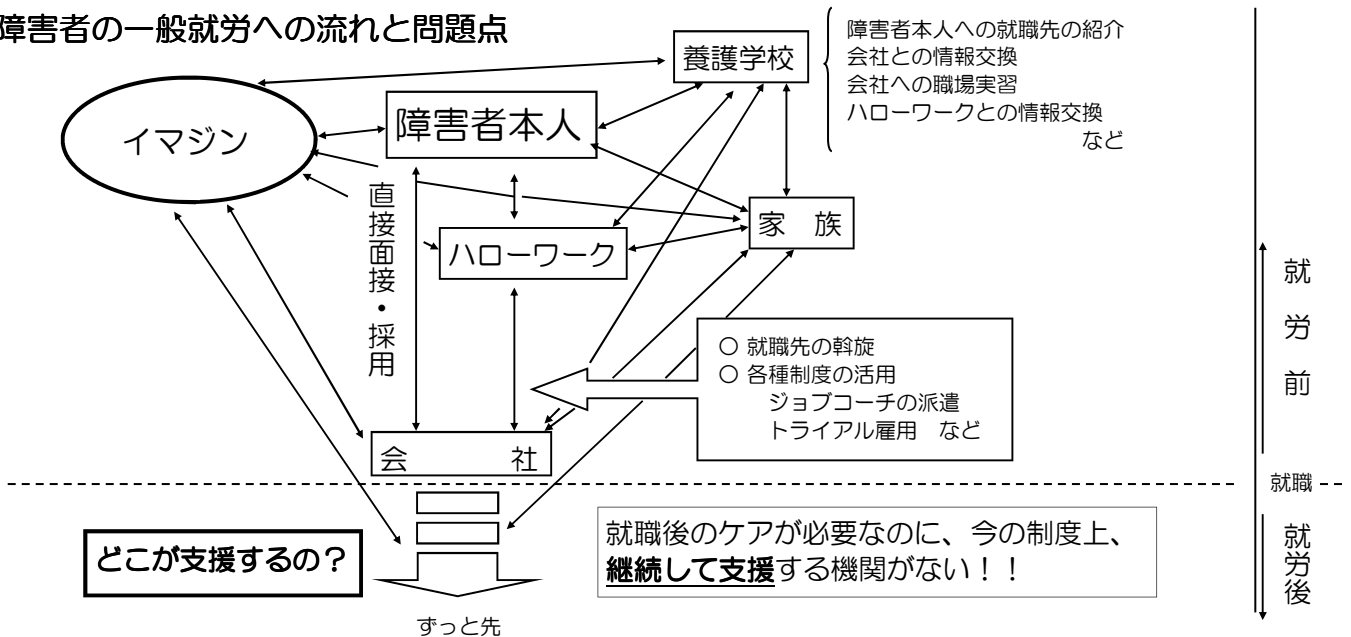 障害者の一般就労への流れと問題点
養護学校
障害者本人への就職先の紹介
会社との情報交換
会社への職場実習
ハローワークとの情報交換
など
イマジン
障害者本人
直接面接・採用
ハローワーク
家　族
○ 就職先の斡旋
○ 各種制度の活用
ジョブコーチの派遣
トライアル雇用　など
会　社
就労前
就職
就労後
どこが支援するの？
就職後のケアが必要なのに、今の制度上、
継続して支援する機関がない！！
ずっと先